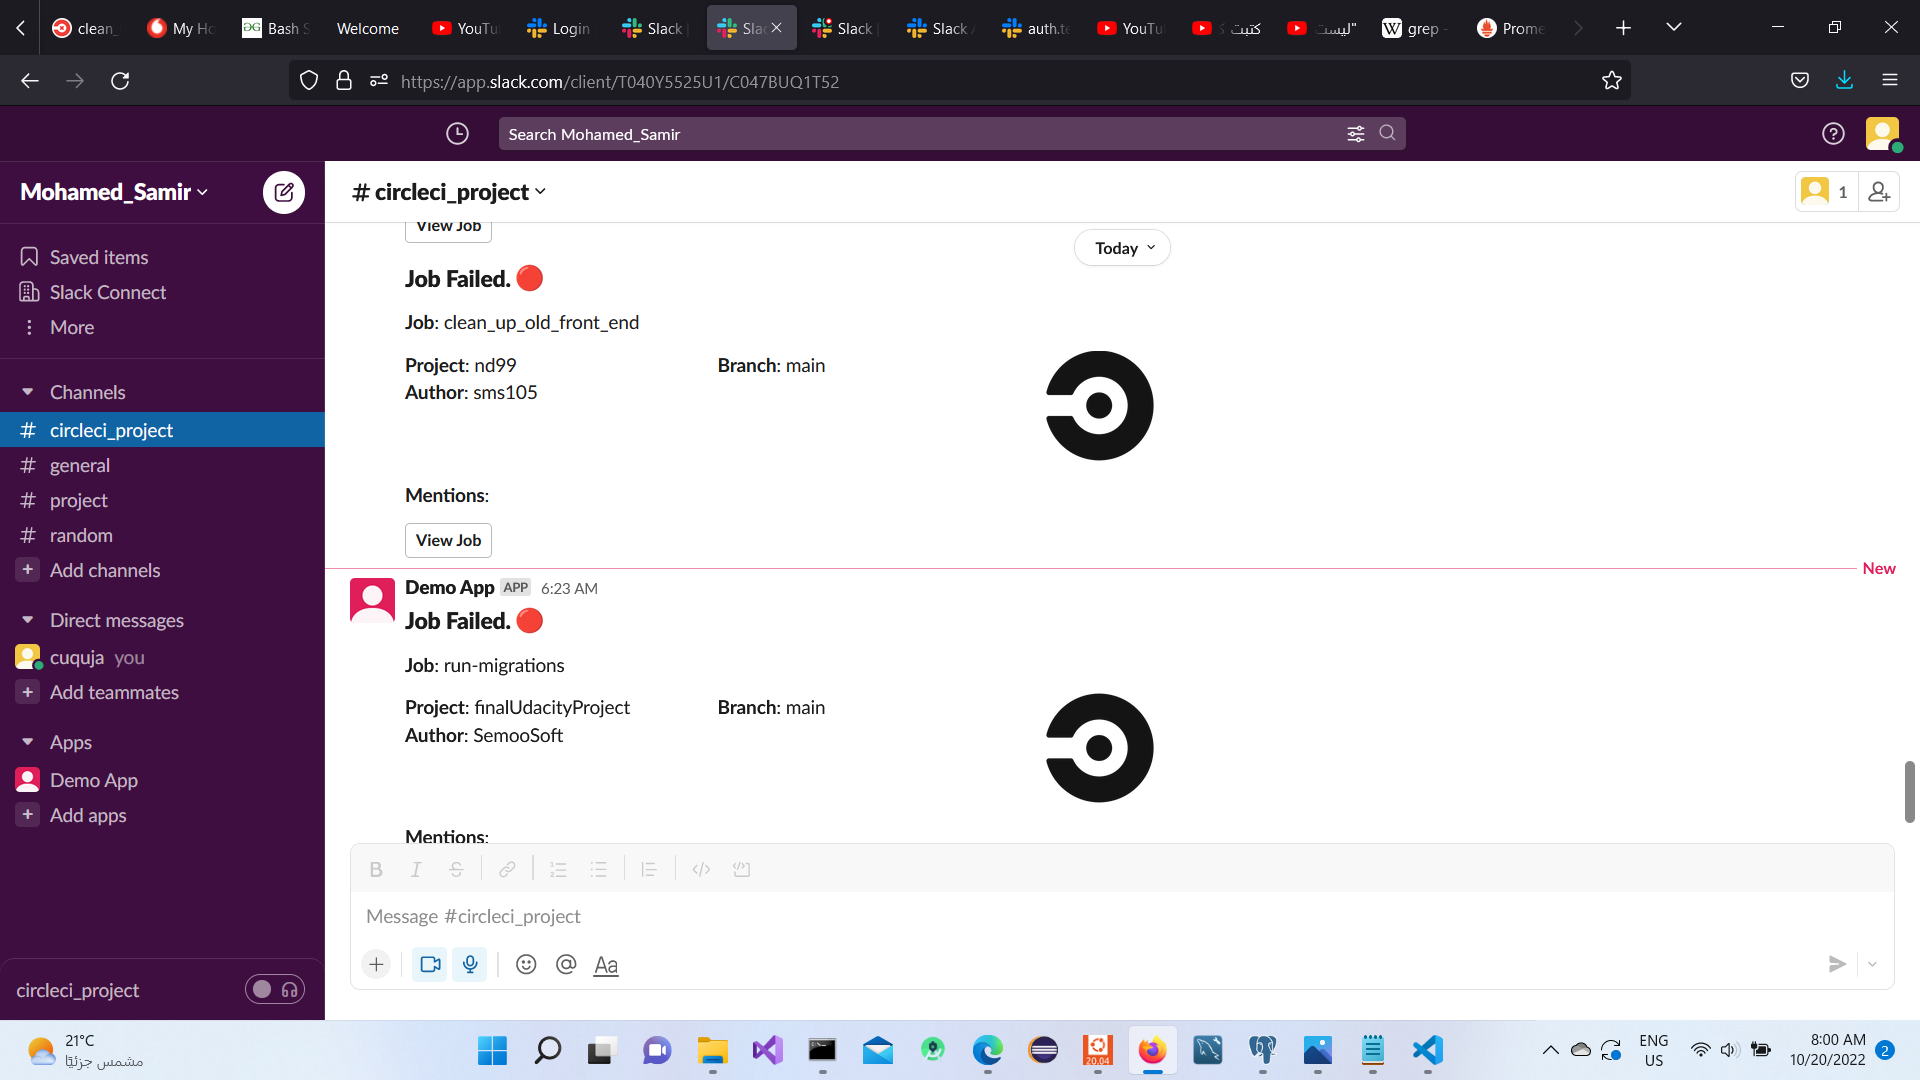 clean_
My Ho
Bash S
Welcome
YouTu
Login
Slack
Slac
Slack
Slack A
auth.te
YouTu
كتبت ك
"ليست
grep -
Prome
https://app.slack.com/client/T040Y5525U1/C047BUQ1T52
Search Mohamed_Samir
Mohamed_Samir
# circleci_project
1
Saved items
Slack Connect
More
Channels
# circleci_project
# general
# project
# random
+ Add channels
Direct messages
cuquja you
+ Add teammates
Apps
Demo App
+ Add apps
circleci_project
View Job
Today
Job Failed.
Job: clean_up_old_front_end
Project: nd99
Branch: main
Author: sms105
Mentions:
View Job
New
Demo App APP 6:23 AM
Job Failed.
Job: run-migrations
Project: finalUdacityProject
Branch: main
Author: SemooSoft
Mentions:
Message #circleci_project
Aa
21°C
مشمس جزئيًا
20.04
ENG
US
8:00 AM
10/20/2022
2